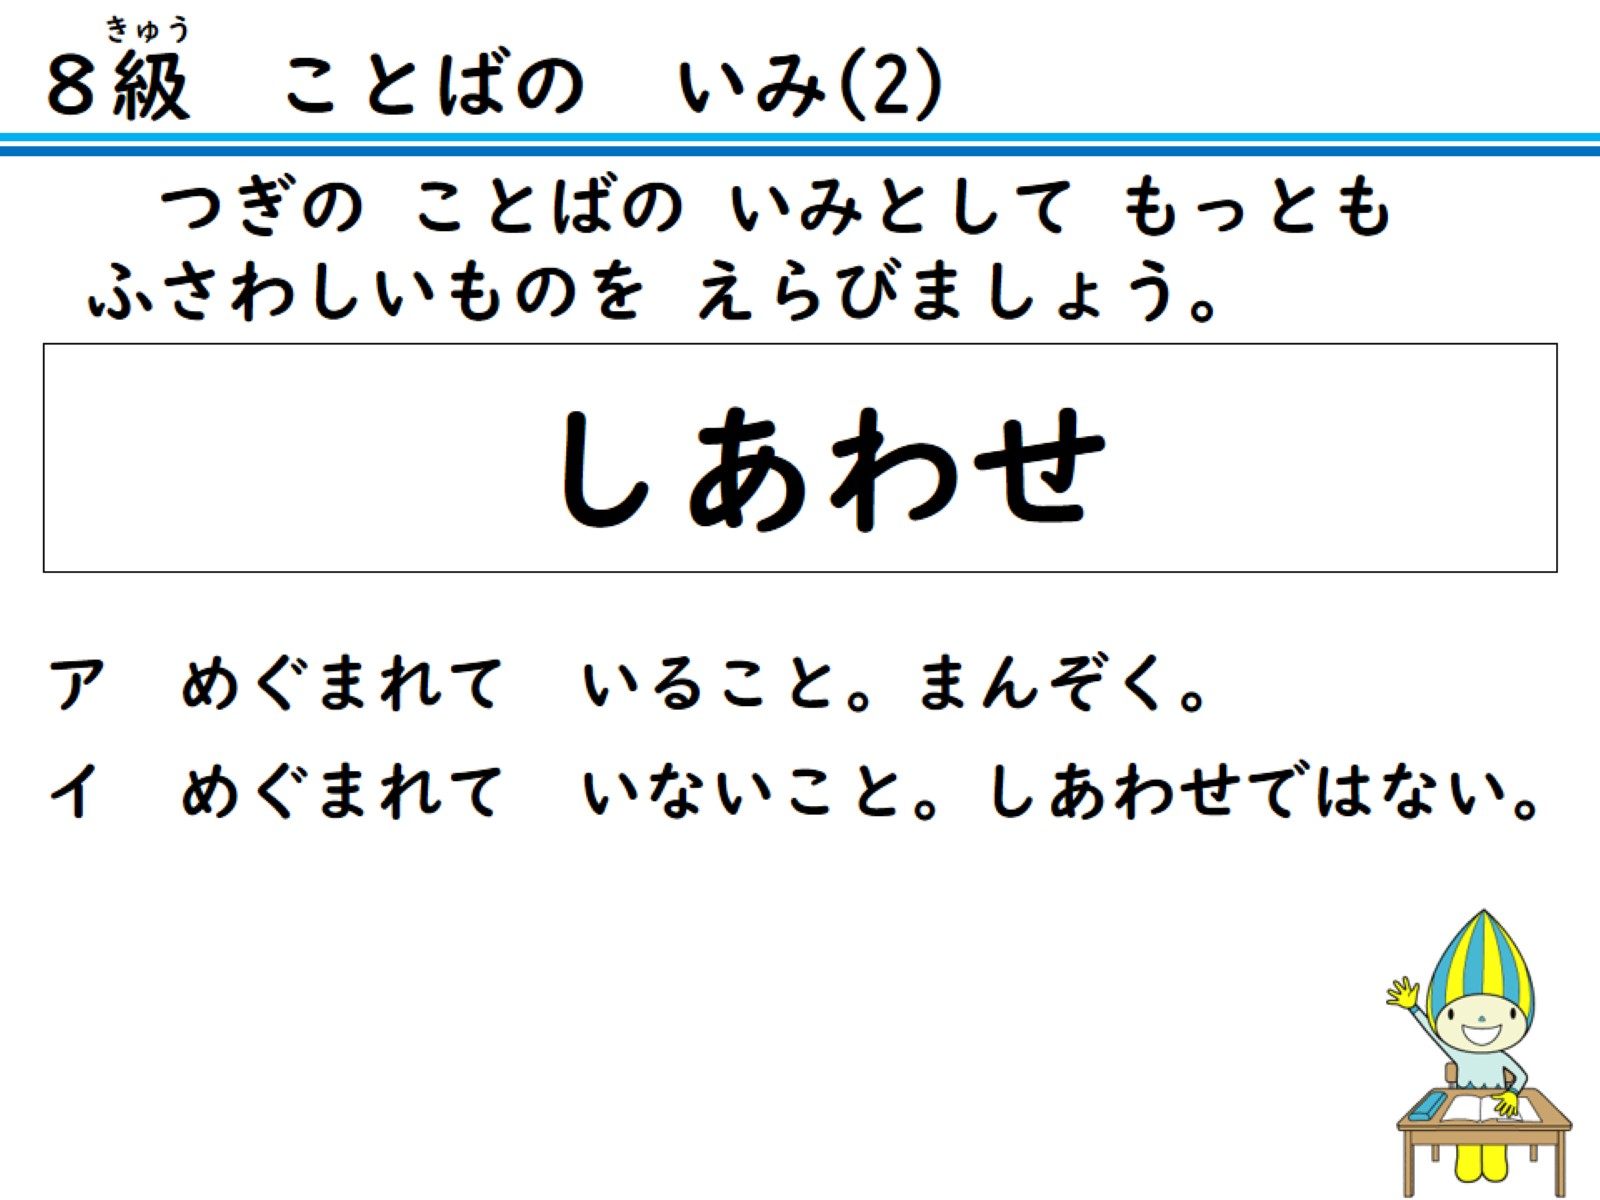 きゅう
8級　ことばの　いみ(2)
つぎの ことばの いみとして もっとも
ふさわしいものを えらびましょう。
しあわせ
ア　めぐまれて　いること。まんぞく。
イ　めぐまれて　いないこと。しあわせではない。